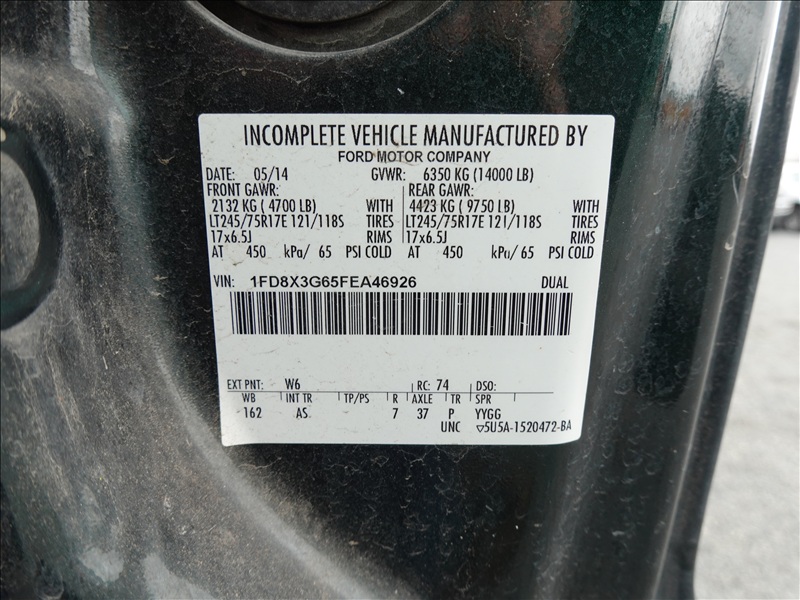 INCOMPLETE VEHICLE MANUFACTURED BY
FORD MOTOR COMPANY
DATE: 05/14 GVWR: 6350 KG (14000 LB)
FRONT GAWR: REAR GAWR:
2132 KG ( 4700 LB) WITH 4423 KG ( 9750 LB) WITH
LT245/75R17E 121/118S TIRES LT245/75R17E 121/118S TIRES
17x6.5J RIMS 17x6.5J RIMS
AT 450 kPa/ 65 PSI COLD AT 450 kPa/ 65 PSI COLD
VIN: 1FD8X3G65FEA46926 DUAL
EXT PNT: W6 RC: 74 DSO:
WB INT TR TP/PS R AXLE TR SPR
162 AS 7 37 P YYGG
UNC ▽5U5A-1520472-BA